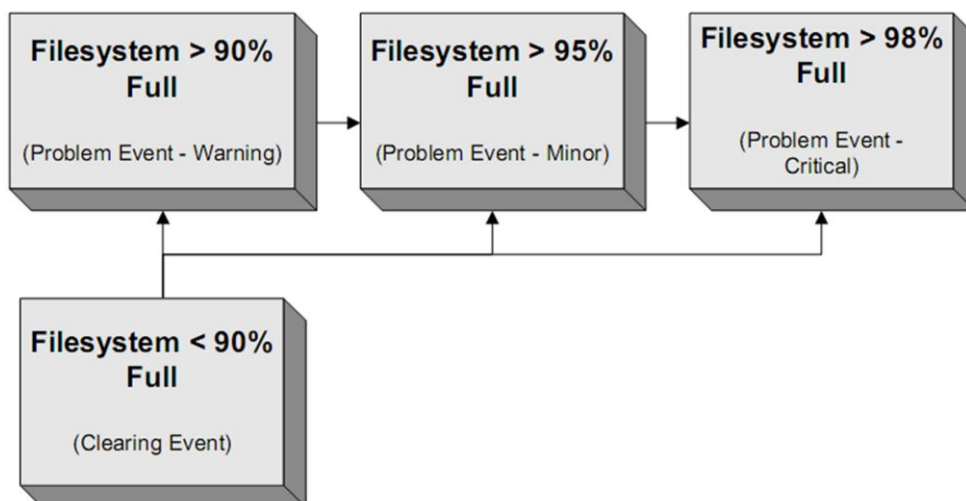 Filesystem > 90%
Full
(Problem Event - Warning)
Filesystem > 95%
Full
(Problem Event - Minor)
Filesystem > 98%
Full
(Problem Event -
Critical)
Filesystem < 90%
Full
(Clearing Event)